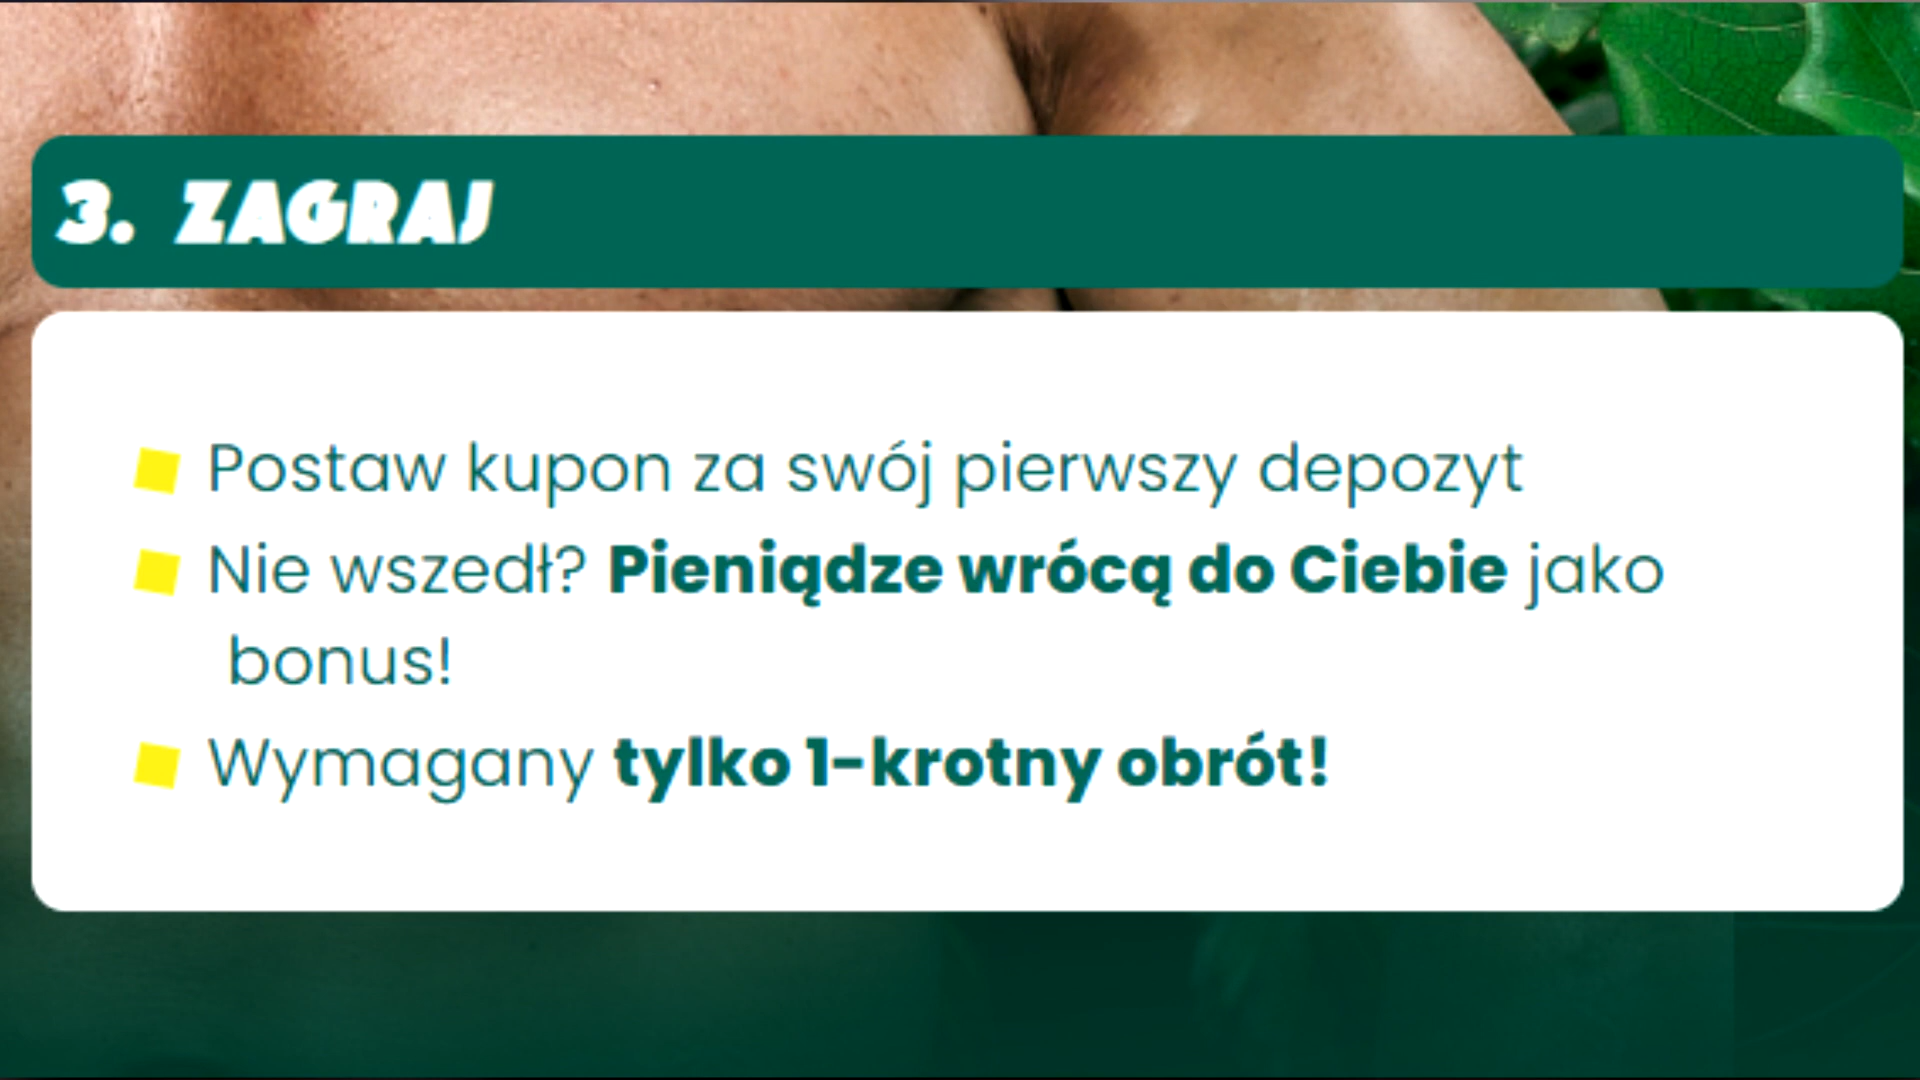 3. ZAGRAJ
Postaw kupon za swój pierwszy depozyt
Nie wszedł? Pieniądze wrócą do Ciebie jako
bonus!
Wymagany tylko 1-krotny obrót!